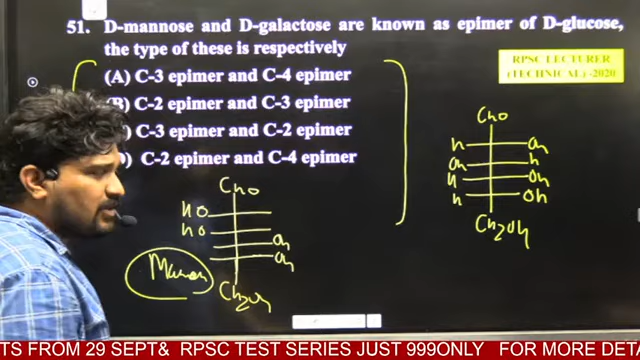 51. D-mannose and D-galactose are known as epimer of D-glucose,
the type of these is respectively
(A) C-3 epimer and C-4 epimer
(B) C-2 epimer and C-3 epimer
C-3 epimer and C-2 epimer
C-2 epimer and C-4 epimer
RPSC LECTURER
(TECHNICAL) -2020
CHO
H OH
OH H
H OH
H OH
CH2OH
CHO
HO
HO
OH
OH
CH2OH
TS FROM 29 SEPT& RPSC TEST SERIES JUST 999ONLY FOR MORE DETA